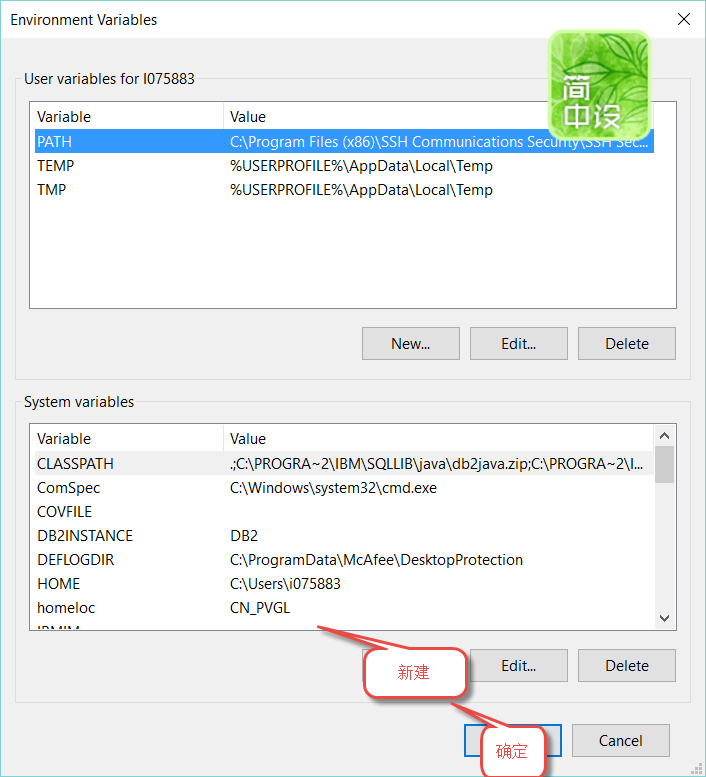 Environment Variables
简
中设
User variables for I075883
Variable Value
PATH C:\Program Files (x86)\SSH Communications Security\SSH Sec...
TEMP %USERPROFILE%\AppData\Local\Temp
TMP %USERPROFILE%\AppData\Local\Temp
New... Edit... Delete
System variables
Variable Value
CLASSPATH .;C:\PROGRA~2\IBM\SQLLIB\java\db2java.zip;C:\PROGRA~2\I...
ComSpec C:\Windows\system32\cmd.exe
COVFILE
DB2INSTANCE DB2
DEFLOGDIR C:\ProgramData\McAfee\DesktopProtection
HOME C:\Users\i075883
homeloc CN_PVGL
新建 Edit... Delete
确定 Cancel